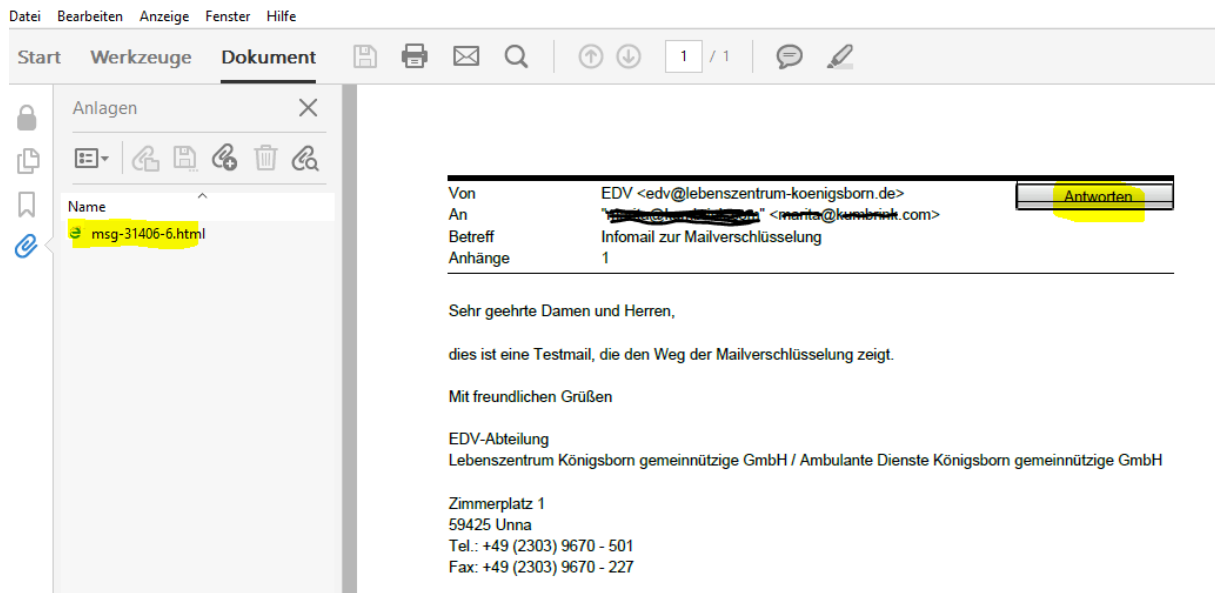 Datei Bearbeiten Anzeige Fenster Hilfe
Start Werkzeuge Dokument 1 / 1
Anlagen
Name
msg-31406-6.html
Von EDV <edv@lebenszentrum-koenigsborn.de> Antworten
An
Betreff Infomail zur Mailverschlüsselung
Anhänge 1
Sehr geehrte Damen und Herren,
dies ist eine Testmail, die den Weg der Mailverschlüsselung zeigt.
Mit freundlichen Grüßen
EDV-Abteilung
Lebenszentrum Königsborn gemeinnützige GmbH / Ambulante Dienste Königsborn gemeinnützige GmbH
Zimmerplatz 1
59425 Unna
Tel.: +49 (2303) 9670 - 501
Fax: +49 (2303) 9670 - 227